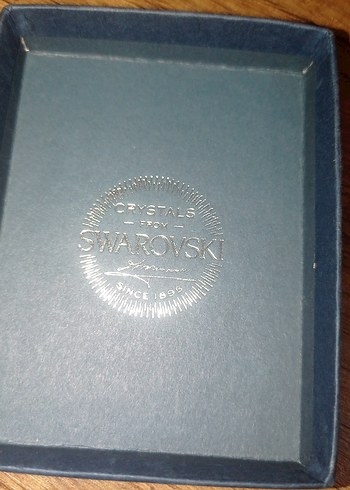 CRYSTALS
— FROM —
SWAROVSKI
SINCE 1895